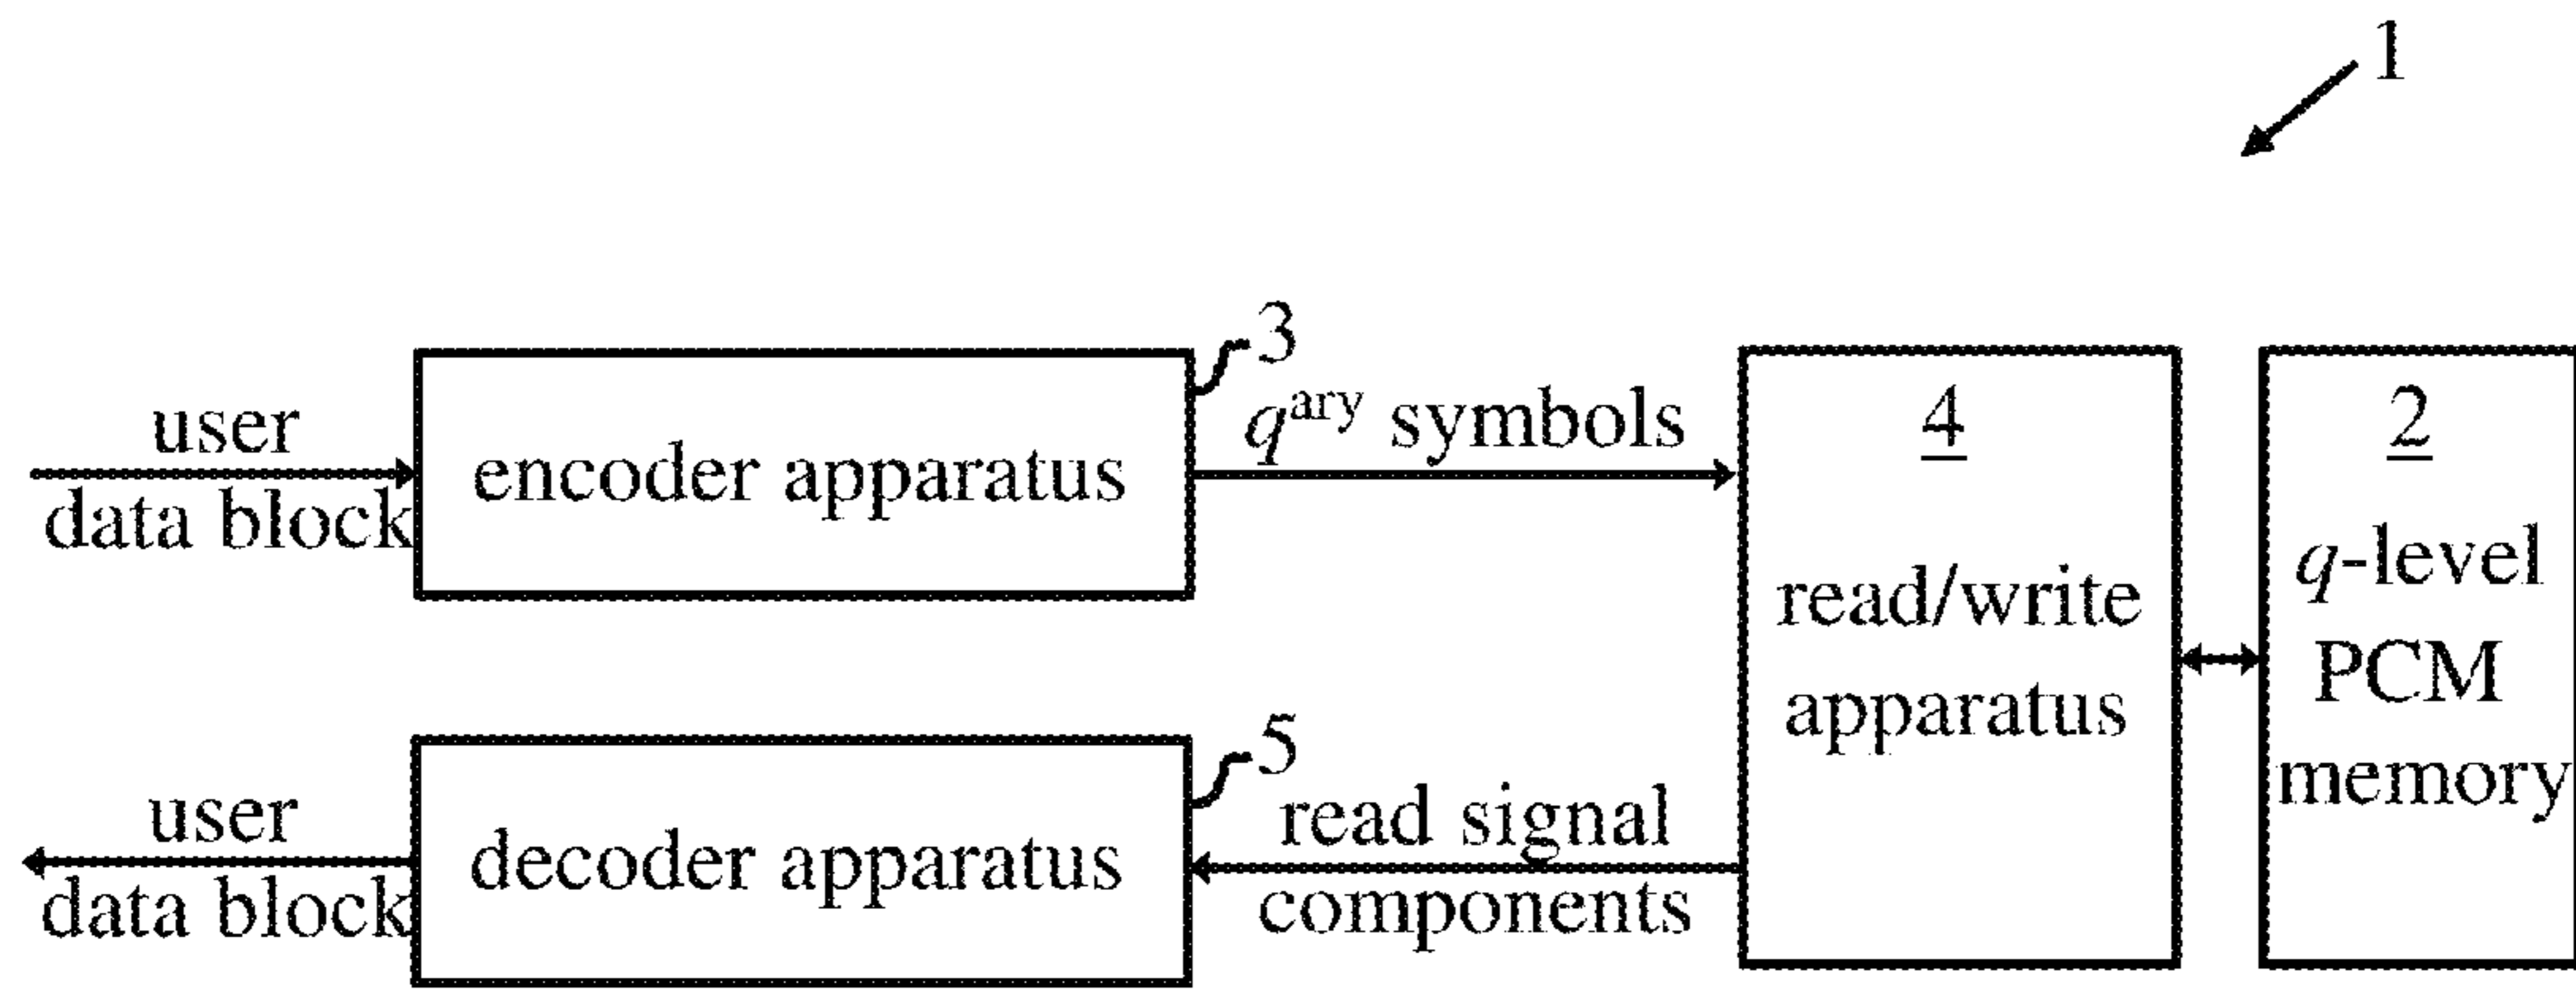 1
3
user
data block
encoder apparatus
q^ary symbols
4
read/write
apparatus
2
q-level
PCM
memory
5
user
data block
decoder apparatus
read signal
components